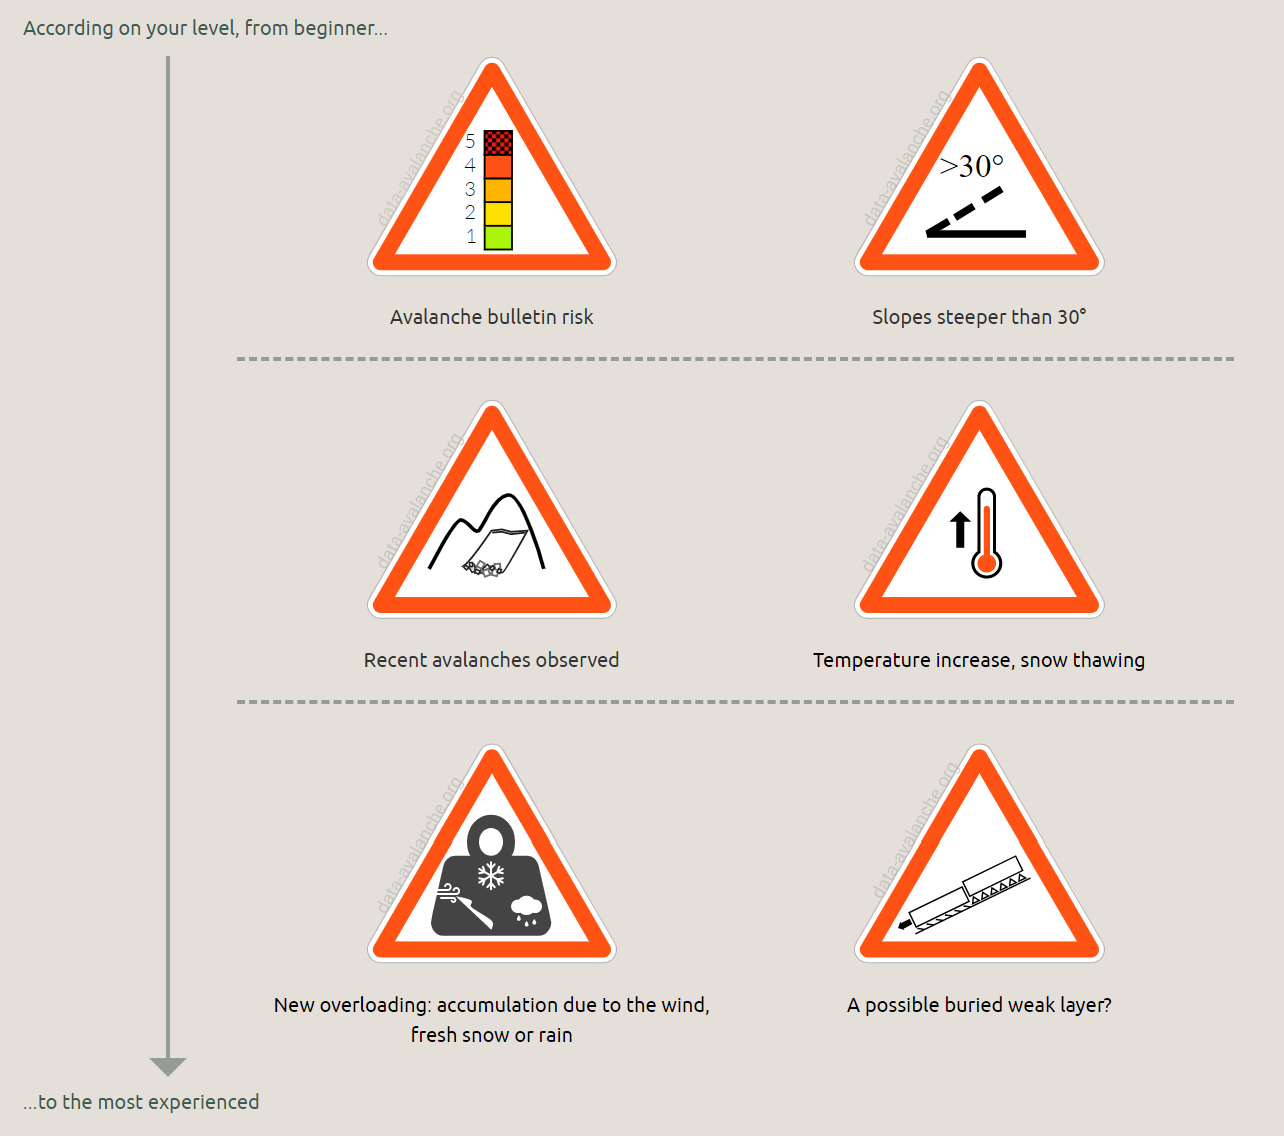 According on your level, from beginner...
data-avalanche.org
5
4
3
2
1
data-avalanche.org
>30°
Avalanche bulletin risk
Slopes steeper than 30°
data-avalanche.org
data-avalanche.org
Recent avalanches observed
Temperature increase, snow thawing
data-avalanche.org
data-avalanche.org
New overloading: accumulation due to the wind,
fresh snow or rain
A possible buried weak layer?
...to the most experienced